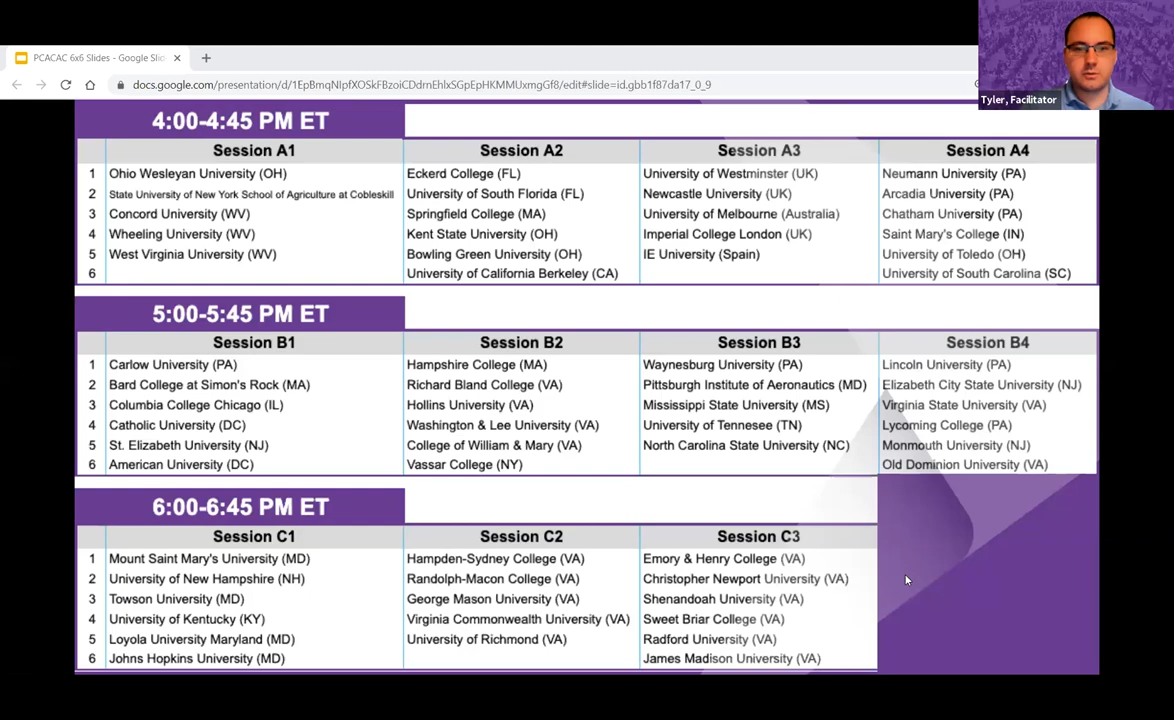 PCACAC 6x6 Slides - Google Slid
docs.google.com/presentation/d/1EpBmqNIpfXOSkFBzoiCDdrnEhlxSGEpEpHKMMUxmgGf8/edit#slide=id.gbb1f87da17_0_9
Tyler, Facilitator
4:00-4:45 PM ET
Session A1 Session A2 Session A3 Session A4
1 Ohio Wesleyan University (OH) Eckerd College (FL) University of Westminster (UK) Neumann University (PA)
2 State University of New York School of Agriculture at Cobleskill University of South Florida (FL) Newcastle University (UK) Arcadia University (PA)
3 Concord University (WV) Springfield College (MA) University of Melbourne (Australia) Chatham University (PA)
4 Wheeling University (WV) Kent State University (OH) Imperial College London (UK) Saint Mary's College (IN)
5 West Virginia University (WV) Bowling Green University (OH) IE University (Spain) University of Toledo (OH)
6 University of California Berkeley (CA) University of South Carolina (SC)
5:00-5:45 PM ET
Session B1 Session B2 Session B3 Session B4
1 Carlow University (PA) Hampshire College (MA) Waynesburg University (PA) Lincoln University (PA)
2 Bard College at Simon's Rock (MA) Richard Bland College (VA) Pittsburgh Institute of Aeronautics (MD) Elizabeth City State University (NJ)
3 Columbia College Chicago (IL) Hollins University (VA) Mississippi State University (MS) Virginia State University (VA)
4 Catholic University (DC) Washington & Lee University (VA) University of Tennesee (TN) Lycoming College (PA)
5 St. Elizabeth University (NJ) College of William & Mary (VA) North Carolina State University (NC) Monmouth University (NJ)
6 American University (DC) Vassar College (NY) Old Dominion University (VA)
6:00-6:45 PM ET
Session C1 Session C2 Session C3
1 Mount Saint Mary's University (MD) Hampden-Sydney College (VA) Emory & Henry College (VA)
2 University of New Hampshire (NH) Randolph-Macon College (VA) Christopher Newport University (VA)
3 Towson University (MD) George Mason University (VA) Shenandoah University (VA)
4 University of Kentucky (KY) Virginia Commonwealth University (VA) Sweet Briar College (VA)
5 Loyola University Maryland (MD) University of Richmond (VA) Radford University (VA)
6 Johns Hopkins University (MD) James Madison University (VA)